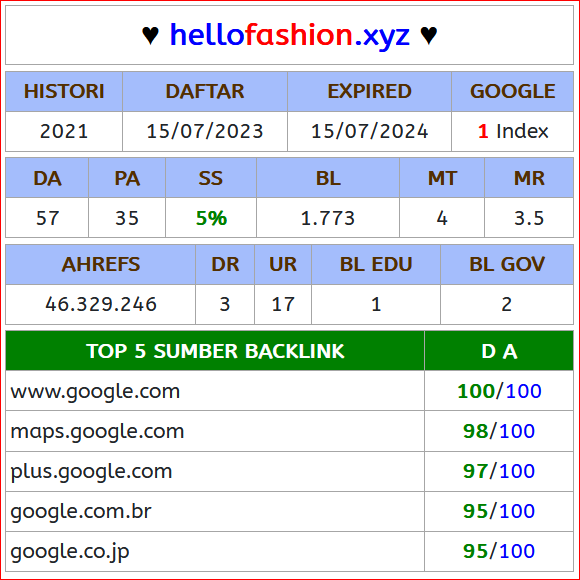 ♥ hellofashion.xyz ♥
HISTORI DAFTAR EXPIRED GOOGLE
2021 15/07/2023 15/07/2024 1 Index
DA PA SS BL MT MR
57 35 5% 1.773 4 3.5
AHREFS DR UR BL EDU BL GOV
46.329.246 3 17 1 2
TOP 5 SUMBER BACKLINK D A
www.google.com 100/100
maps.google.com 98/100
plus.google.com 97/100
google.com.br 95/100
google.co.jp 95/100